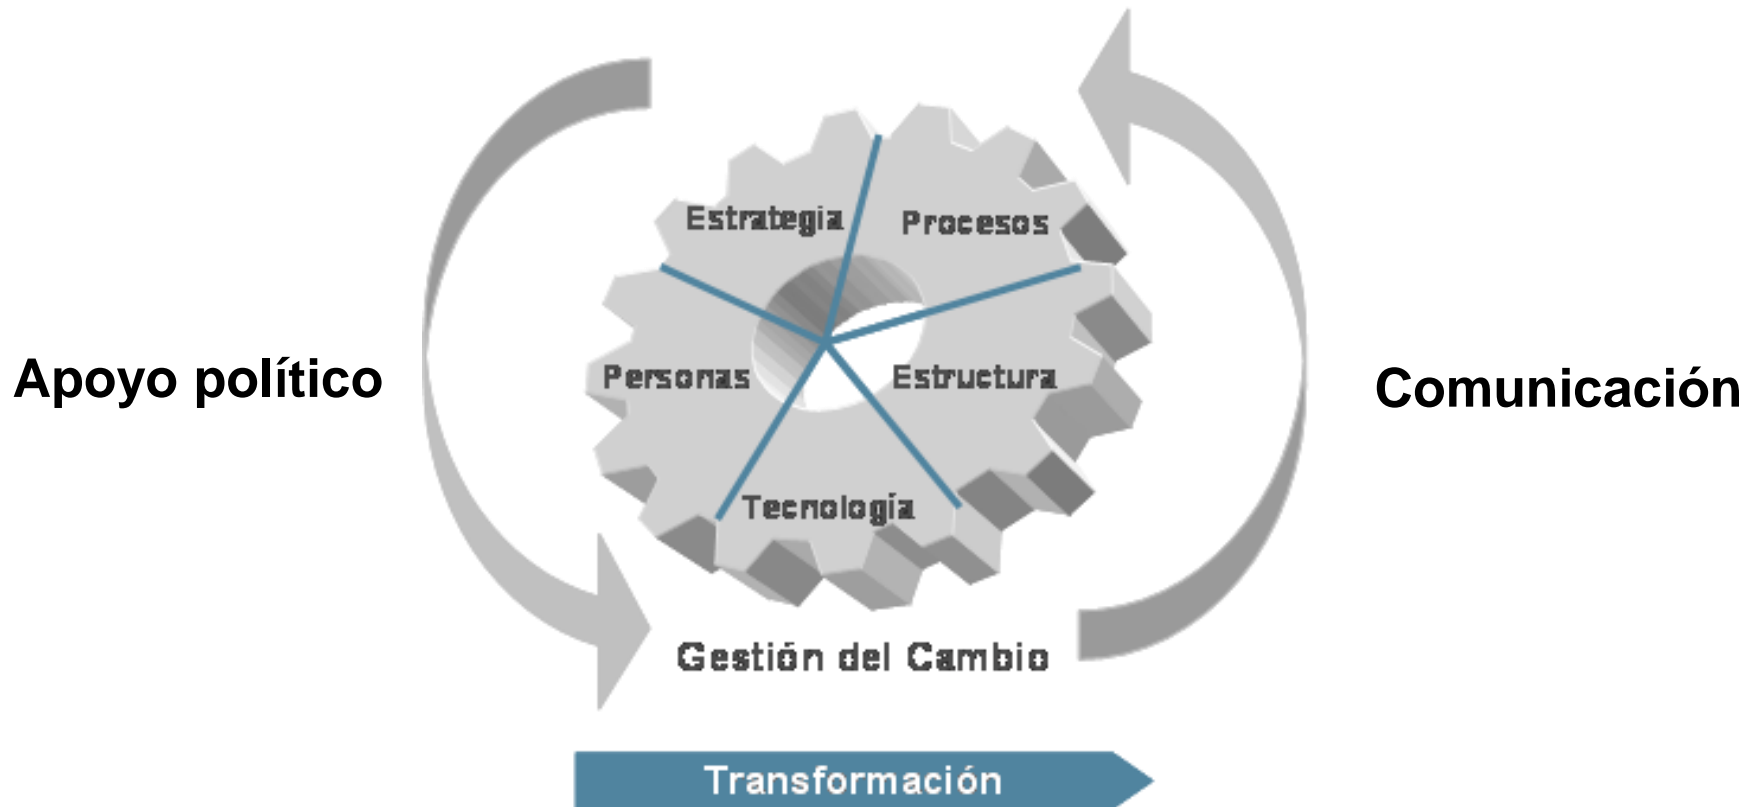 Estrategia
Procesos
Apoyo político
Personas
Estructura
Comunicación
Tecnología
Gestión del Cambio
Transformación